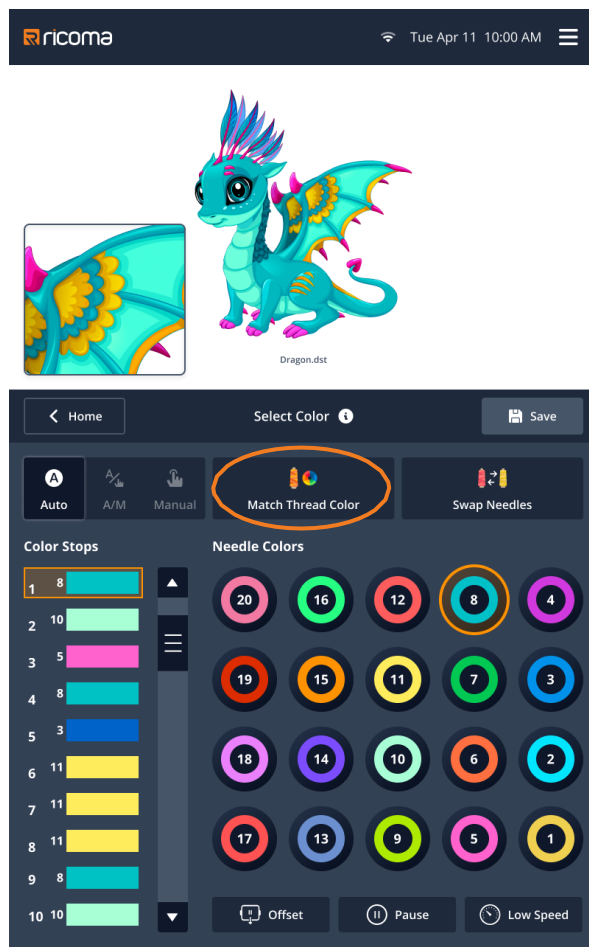 ricoma
Tue Apr 11 10:00 AM
Dragon.dst
Home
Select Color i
Save
A
Auto
A/
A/M
Manual
Match Thread Color
Swap Needles
Color Stops
Needle Colors
1 8
2 10
3 5
4 8
5 3
6 11
7 11
8 11
9 8
10 10
20 16 12 8 4
19 15 11 7 3
18 14 10 6 2
17 13 9 5 1
Offset
Pause
Low Speed